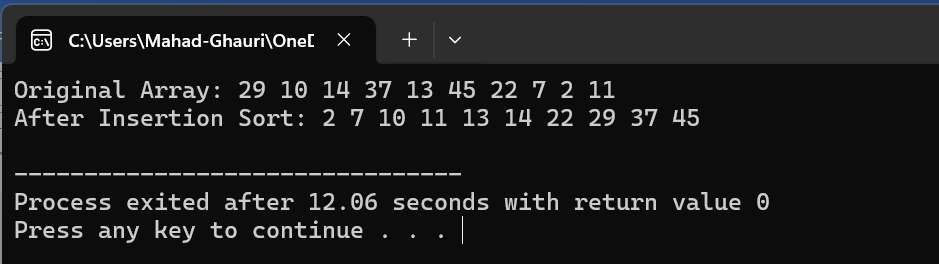 C:\Users\Mahad-Ghauri\OneD
Original Array: 29 10 14 37 13 45 22 7 2 11
After Insertion Sort: 2 7 10 11 13 14 22 29 37 45
--------------------------------
Process exited after 12.06 seconds with return value 0
Press any key to continue . . .